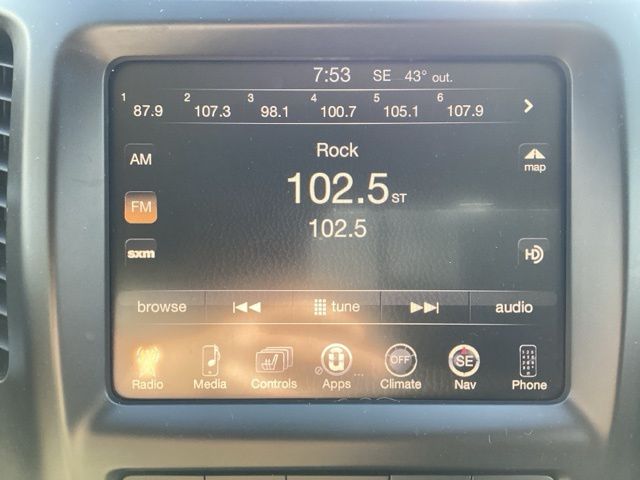 7:53 SE 43° out.
1 87.9 2 107.3 3 98.1 4 100.7 5 105.1 6 107.9
Rock
AM
map
102.5 ST
FM
102.5
sxm
HD
browse tune audio
OFF SE
Radio Media Controls Apps ... Climate Nav Phone